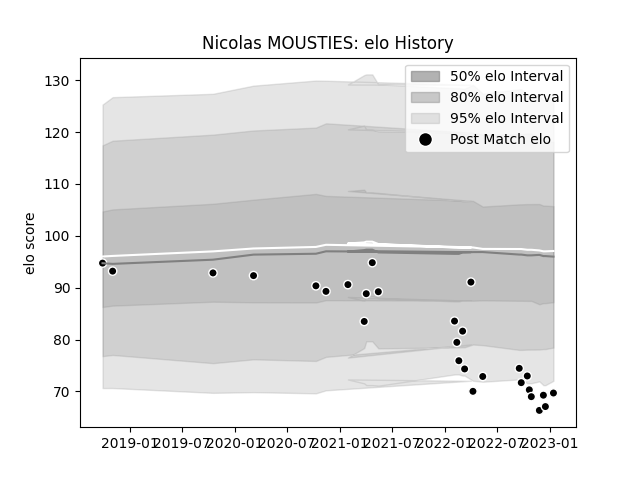 Nicolas MOUSTIES: elo History
50% elo Interval
80% elo Interval
95% elo Interval
Post Match elo
elo score
130
120
110
100
90
80
70
2019-01 2019-07 2020-01 2020-07 2021-01 2021-07 2022-01 2022-07 2023-01